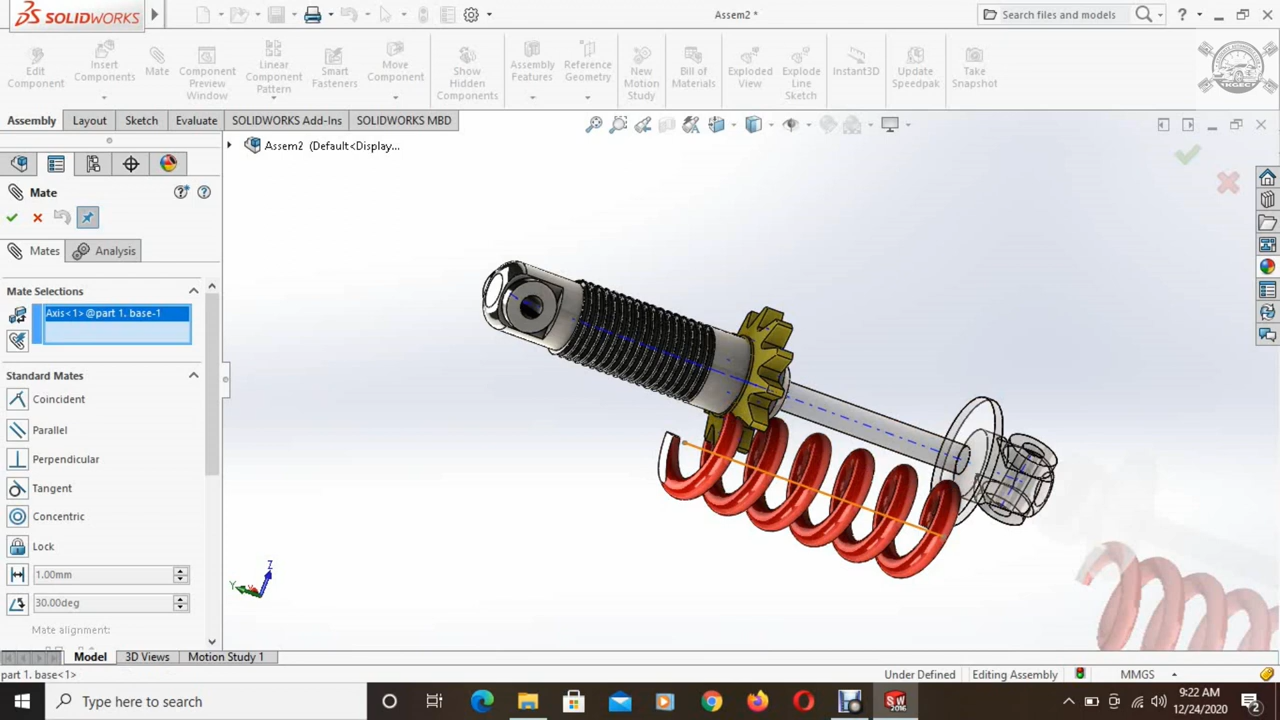 SOLIDWORKS
Assem2 *
Search files and models
Edit Component
Insert Components
Mate
Component Preview Window
Linear Component Pattern
Smart Fasteners
Move Component
Show Hidden Components
Assembly Features
Reference Geometry
New Motion Study
Bill of Materials
Exploded View
Explode Line Sketch
Instant3D
Update Speedpak
Take Snapshot
Assembly
Layout
Sketch
Evaluate
SOLIDWORKS Add-Ins
SOLIDWORKS MBD
Assem2 (Default<Display...
Mate
Mates
Analysis
Mate Selections
Axis<1>@part 1. base-1
Standard Mates
Coincident
Parallel
Perpendicular
Tangent
Concentric
Lock
1.00mm
30.00deg
Mate alignment:
Z
Y
Model
3D Views
Motion Study 1
part 1. base<1>
Under Defined
Editing Assembly
MMGS
Type here to search
9:22 AM
12/24/2020